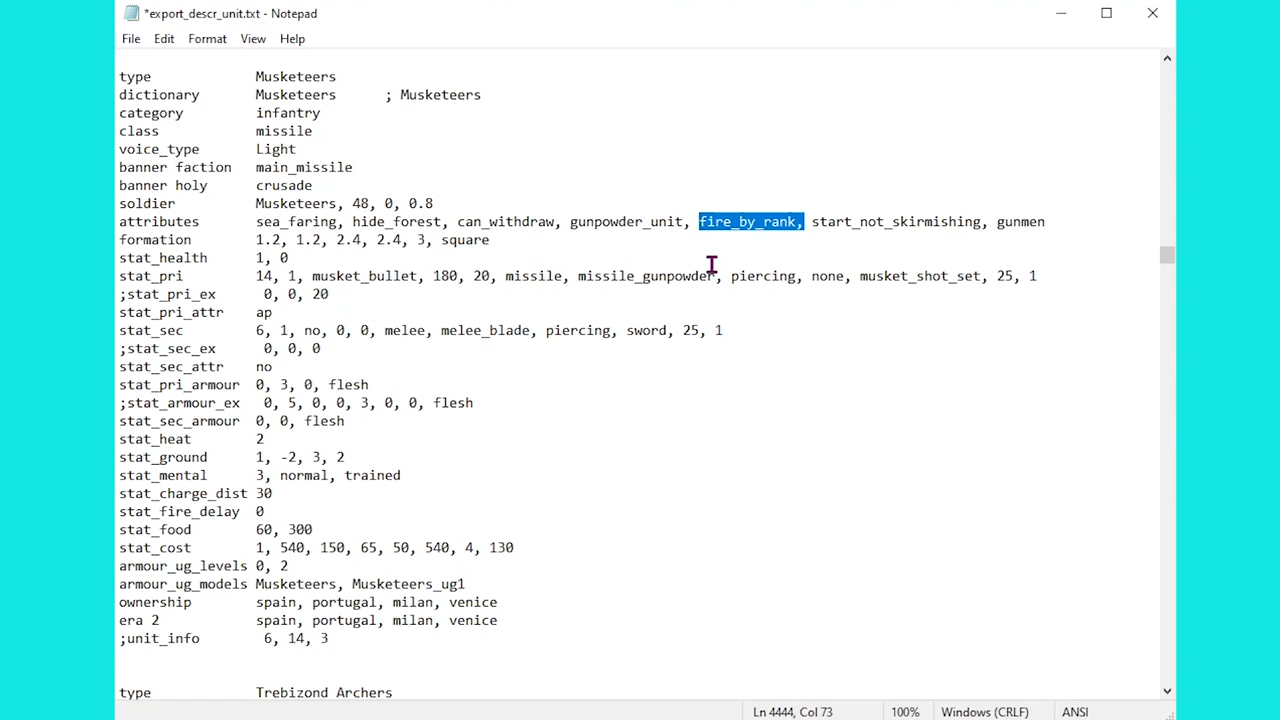 *export_descr_unit.txt - Notepad
File Edit Format View Help
type Musketeers
dictionary Musketeers ; Musketeers
category infantry
class missile
voice_type Light
banner faction main_missile
banner holy crusade
soldier Musketeers, 48, 0, 0.8
attributes sea_faring, hide_forest, can_withdraw, gunpowder_unit, fire_by_rank, start_not_skirmishing, gunmen
formation 1.2, 1.2, 2.4, 2.4, 3, square
stat_health 1, 0
stat_pri 14, 1, musket_bullet, 180, 20, missile, missile_gunpowder, piercing, none, musket_shot_set, 25, 1
;stat_pri_ex 0, 0, 20
stat_pri_attr ap
stat_sec 6, 1, no, 0, 0, melee, melee_blade, piercing, sword, 25, 1
;stat_sec_ex 0, 0, 0
stat_sec_attr no
stat_pri_armour 0, 3, 0, flesh
;stat_armour_ex 0, 5, 0, 0, 3, 0, 0, flesh
stat_sec_armour 0, 0, flesh
stat_heat 2
stat_ground 1, -2, 3, 2
stat_mental 3, normal, trained
stat_charge_dist 30
stat_fire_delay 0
stat_food 60, 300
stat_cost 1, 540, 150, 65, 50, 540, 4, 130
armour_ug_levels 0, 2
armour_ug_models Musketeers, Musketeers_ug1
ownership spain, portugal, milan, venice
era 2 spain, portugal, milan, venice
;unit_info 6, 14, 3
type Trebizond Archers
Ln 4444, Col 73 100% Windows (CRLF) ANSI